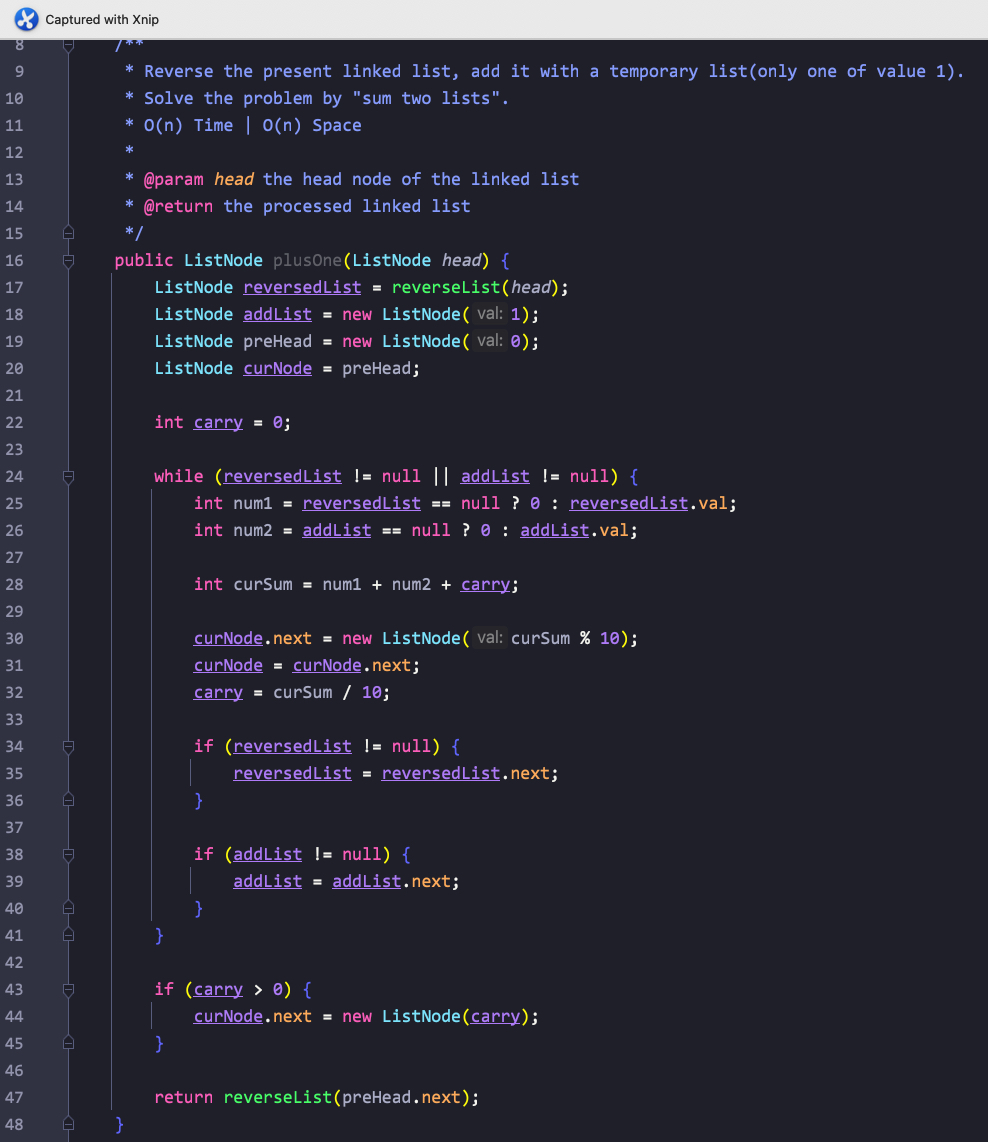 Captured with Xnip
8 /**
9 * Reverse the present linked list, add it with a temporary list(only one of value 1).
10 * Solve the problem by "sum two lists".
11 * O(n) Time | O(n) Space
12 *
13 * @param head the head node of the linked list
14 * @return the processed linked list
15 */
16 public ListNode plusOne(ListNode head) {
17 ListNode reversedList = reverseList(head);
18 ListNode addList = new ListNode( val: 1);
19 ListNode preHead = new ListNode( val: 0);
20 ListNode curNode = preHead;
21
22 int carry = 0;
23
24 while (reversedList != null || addList != null) {
25 int num1 = reversedList == null ? 0 : reversedList.val;
26 int num2 = addList == null ? 0 : addList.val;
27
28 int curSum = num1 + num2 + carry;
29
30 curNode.next = new ListNode( val: curSum % 10);
31 curNode = curNode.next;
32 carry = curSum / 10;
33
34 if (reversedList != null) {
35 reversedList = reversedList.next;
36 }
37
38 if (addList != null) {
39 addList = addList.next;
40 }
41 }
42
43 if (carry > 0) {
44 curNode.next = new ListNode(carry);
45 }
46
47 return reverseList(preHead.next);
48 }